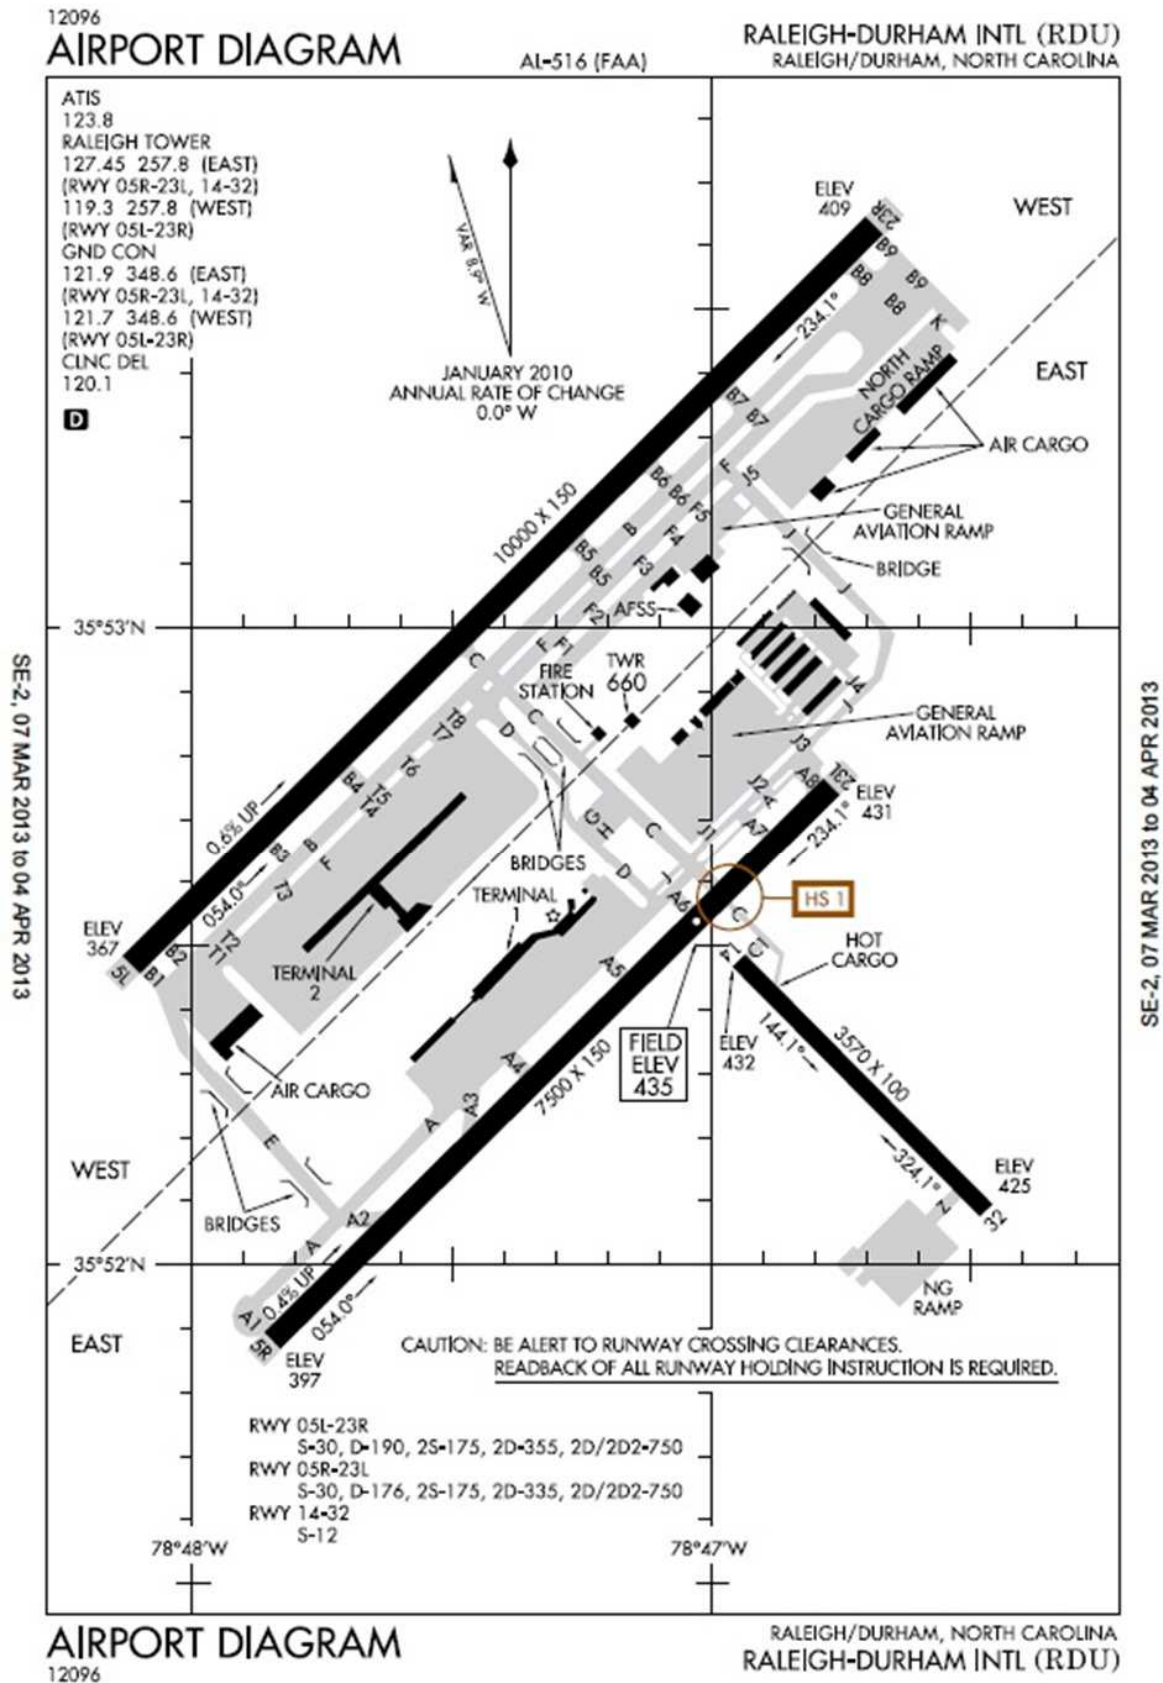 12096
AIRPORT DIAGRAM
AL-516 (FAA)
RALEIGH-DURHAM INTL (RDU)
RALEIGH/DURHAM, NORTH CAROLINA
ATIS
123.8
RALEIGH TOWER
127.45 257.8 (EAST)
(RWY 05R-23L, 14-32)
119.3 257.8 (WEST)
(RWY 05L-23R)
GND CON
121.9 348.6 (EAST)
(RWY 05R-23L, 14-32)
121.7 348.6 (WEST)
(RWY 05L-23R)
CLNC DEL
120.1
D
VAR 8.9° W
JANUARY 2010
ANNUAL RATE OF CHANGE
0.0° W
ELEV
409
23R
WEST
B9
B9
B8
B8
K
234.1°
EAST
NORTH
CARGO RAMP
B7
B7
AIR CARGO
F
J5
B6
B6
F5
10000 X 150
GENERAL
AVIATION RAMP
B
F4
J
B5
B5
F3
BRIDGE
J
F2
AFSS
35°53'N
F
F1
C
FIRE
STATION
TWR
660
J4
J
T8
T7
D
C
GENERAL
AVIATION RAMP
J3
T6
B4
T5
T4
A8
23L
ELEV
431
J2
A
0.6% UP
G
H
C
J1
A7
234.1°
B3
B
F
BRIDGES
D
J
A
T3
TERMINAL
1
A6
HS 1
054.0°
C
ELEV
367
5L
B1
B2
T2
T1
14
C1
HOT
CARGO
TERMINAL
2
A5
FIELD
ELEV
435
ELEV
432
144.1°
3570 X 100
A4
7500 X 150
AIR CARGO
A3
A
E
324.1°
WEST
ELEV
425
BRIDGES
A2
N
32
A
35°52'N
0.4% UP
NG
RAMP
A1
054.0°
EAST
5R
ELEV
397
CAUTION: BE ALERT TO RUNWAY CROSSING CLEARANCES.
READBACK OF ALL RUNWAY HOLDING INSTRUCTION IS REQUIRED.
RWY 05L-23R
S-30, D-190, 2S-175, 2D-355, 2D/2D2-750
RWY 05R-23L
S-30, D-176, 2S-175, 2D-335, 2D/2D2-750
RWY 14-32
S-12
78°48'W
78°47'W
SE-2, 07 MAR 2013 to 04 APR 2013
SE-2, 07 MAR 2013 to 04 APR 2013
AIRPORT DIAGRAM
12096
RALEIGH/DURHAM, NORTH CAROLINA
RALEIGH-DURHAM INTL (RDU)